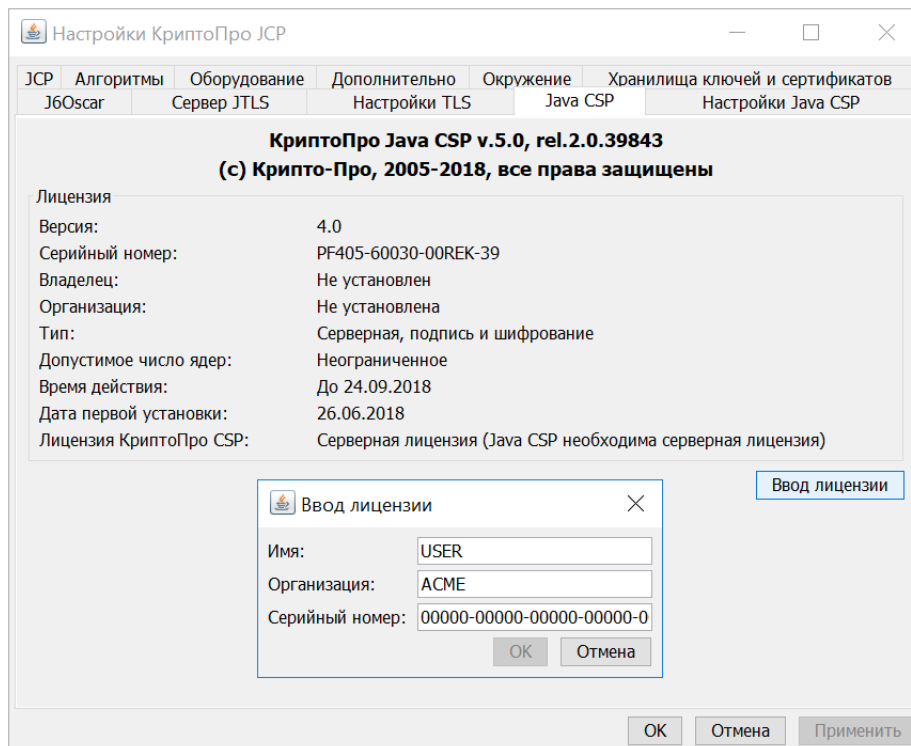 Настройки КриптоПро JCP
JCP Алгоритмы Оборудование Дополнительно Окружение Хранилища ключей и сертификатов
J6Oscar Сервер JTLS Настройки TLS Java CSP Настройки Java CSP
КриптоПро Java CSP v.5.0, rel.2.0.39843
(c) Крипто-Про, 2005-2018, все права защищены
Лицензия
Версия: 4.0
Серийный номер: PF405-60030-00REK-39
Владелец: Не установлен
Организация: Не установлена
Тип: Серверная, подпись и шифрование
Допустимое число ядер: Неограниченное
Время действия: До 24.09.2018
Дата первой установки: 26.06.2018
Лицензия КриптоПро CSP: Серверная лицензия (Java CSP необходима серверная лицензия)
Ввод лицензии
Ввод лицензии
Имя: USER
Организация: ACME
Серийный номер: 00000-00000-00000-00000-0
OK Отмена
OK Отмена Применить